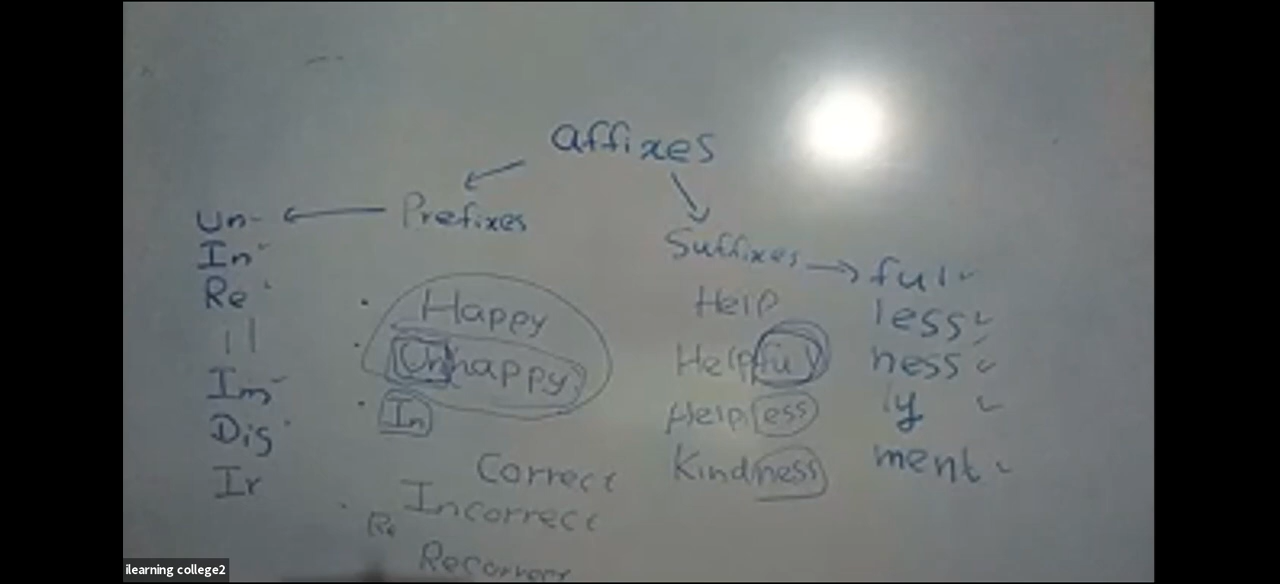 Affixes
Prefixes
Un-
In-
Re
Il
Im-
Dis
Ir
Happy
Unhappy
In
Correct
Incorrect
Re
Suffixes
Help
Helpful
Helpless
Kindness
ful
less
ness
ly
ment
ilearning college2